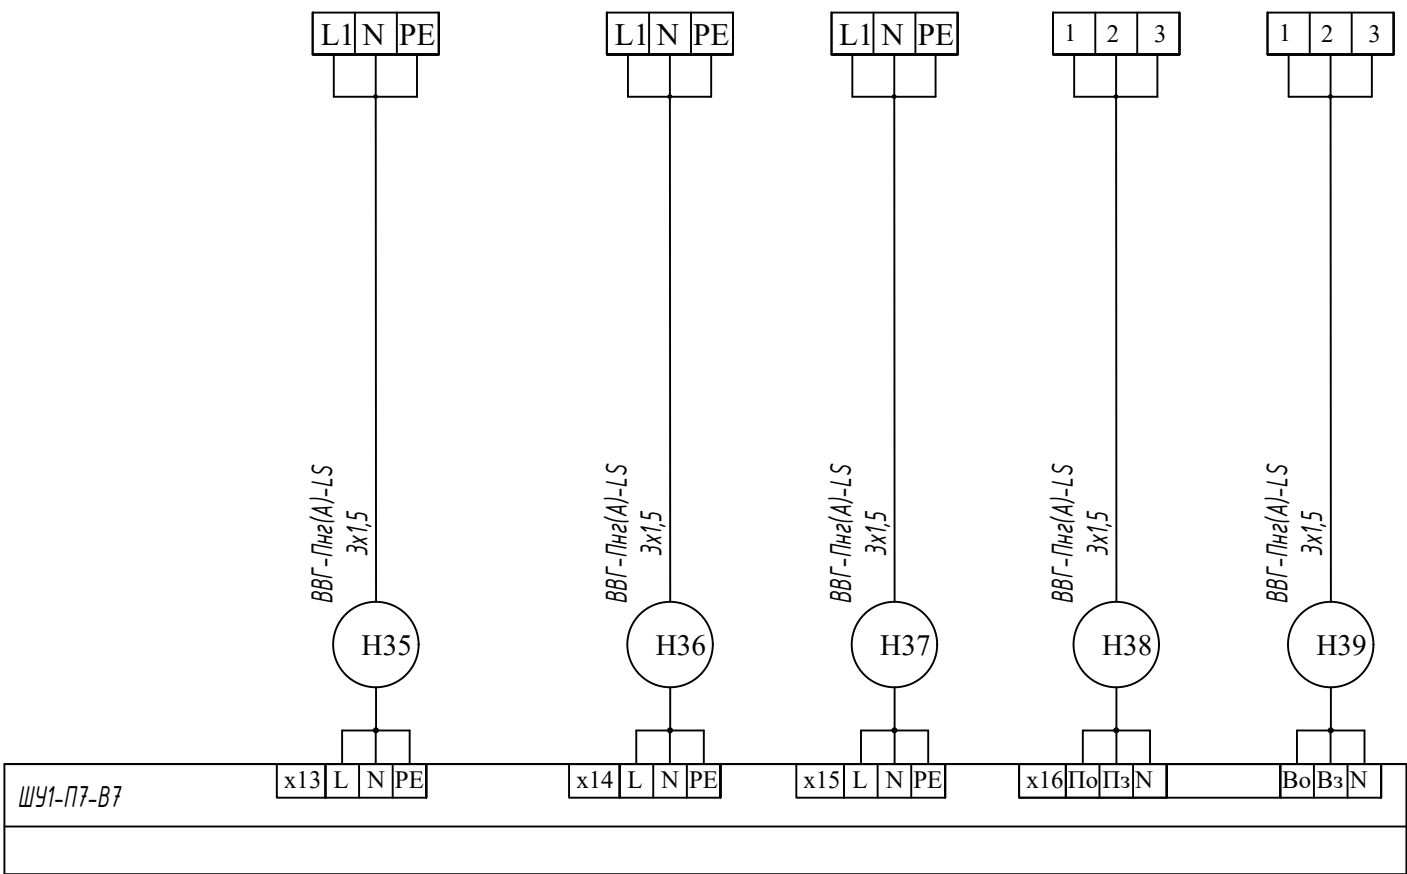 L1 N PE L1 N PE L1 N PE 1 2 3 1 2 3
ВВГ-Пнг(А)-LS
3х1,5
ВВГ-Пнг(А)-LS
3х1,5
ВВГ-Пнг(А)-LS
3х1,5
ВВГ-Пнг(А)-LS
3х1,5
ВВГ-Пнг(А)-LS
3х1,5
Н35 Н36 Н37 Н38 Н39
ШУ1-П7-В7 х13 L N PE х14 L N PE х15 L N PE х16 По Пз N Во Вз N